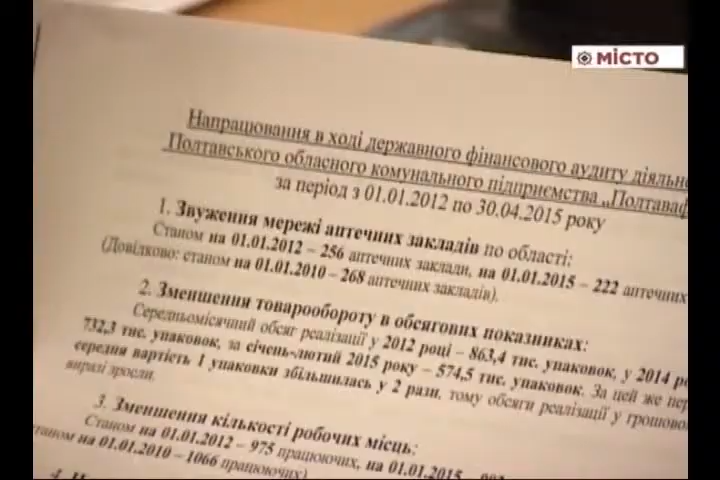 МІСТО
Напрацювання в ході державного фінансового аудиту
Полтавського обласного комунального підприємства
за період з 01.01.2012 по 30.04.2015 року
1. Звуження мережі аптечних закладів по області:
Станом на 01.01.2012 – 256 аптечних заклади, на 01.01.2015 – 222 аптечних
(Довідково: станом на 01.01.2010 – 268 аптечних закладів).
2. Зменшення товарообороту в обсягових показниках:
Середньомісячний обсяг реалізації у 2012 році – 863,4 тис. упаковок, у 2014
732,3 тис. упаковок, за січень-лютий 2015 року – 574,5 тис. упаковок. За цей же
середня вартість 1 упаковки збільшилась у 2 рази, тому обсяги реалізації у
виразі зросли.
3. Зменшення кількості робочих місць:
Станом на 01.01.2012 – 975 працюючих, на 01.01.2015
на 01.01.2010 – 1066 працюючих)
4.